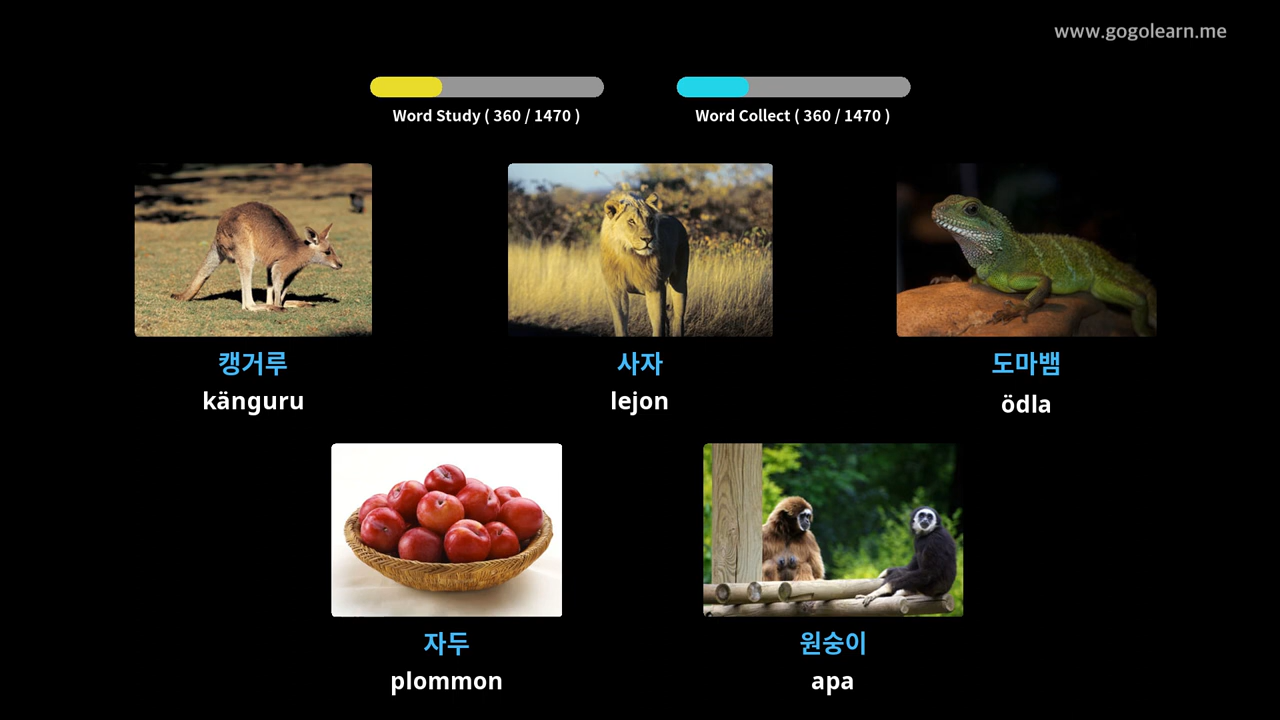 www.gogolearn.me
Word Study ( 360 / 1470 )
Word Collect ( 360 / 1470 )
캥거루
känguru
사자
lejon
도마뱀
ödla
자두
plommon
원숭이
apa